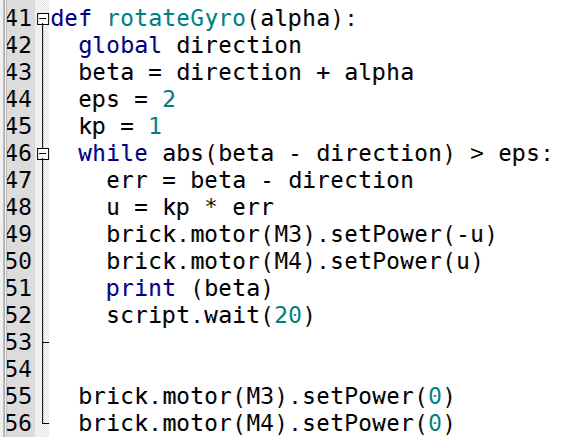 41 def rotateGyro(alpha):
42   global direction
43   beta = direction + alpha
44   eps = 2
45   kp = 1
46   while abs(beta - direction) > eps:
47     err = beta - direction
48     u = kp * err
49     brick.motor(M3).setPower(-u)
50     brick.motor(M4).setPower(u)
51     print (beta)
52     script.wait(20)
53
54
55   brick.motor(M3).setPower(0)
56   brick.motor(M4).setPower(0)